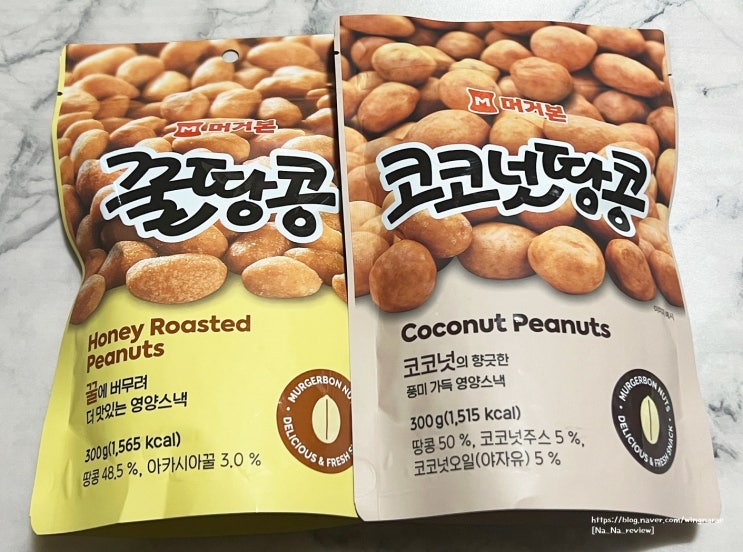 머거본
꿀땅콩
Honey Roasted
Peanuts
꿀에 버무려
더 맛있는 영양스낵
300g(1,565 kcal)
땅콩 48.5%, 아카시아꿀 3.0 %
MURGERBON NUTS
DELICIOUS & FRESH SNACK
머거본
코코넛땅콩
Coconut Peanuts
코코넛의 향긋한
풍미 가득 영양스낵
300g(1,515 kcal)
땅콩 50 %, 코코넛주스 5 %,
코코넛오일(야자유) 5 %
MURGERBON NUTS
DELICIOUS & FRESH SNACK
[Na_Na_review]